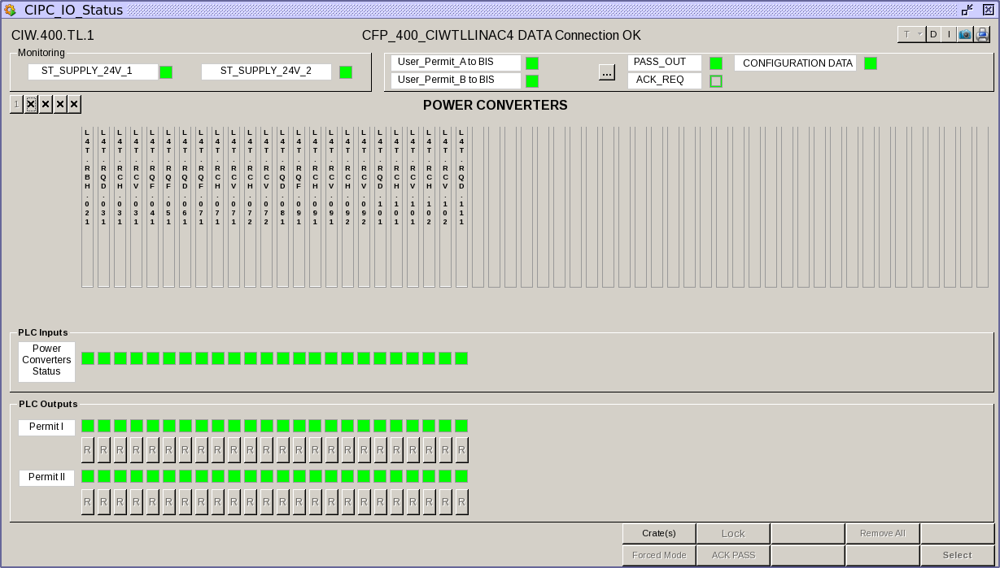 CIPC_IO_Status
CIW.400.TL.1
CFP_400_CIWTLLINAC4 DATA Connection OK
T D I
Monitoring
ST_SUPPLY_24V_1
ST_SUPPLY_24V_2
User_Permit_A to BIS
User_Permit_B to BIS
...
PASS_OUT
ACK_REQ
CONFIGURATION DATA
1
POWER CONVERTERS
L4T.RBH.021
L4T.RQD.031
L4T.RCH.031
L4T.RCV.031
L4T.RQF.041
L4T.RQF.051
L4T.RQD.061
L4T.RQF.071
L4T.RCH.071
L4T.RCV.071
L4T.RCH.072
L4T.RCV.072
L4T.RQD.081
L4T.RQF.091
L4T.RCH.091
L4T.RCV.091
L4T.RCH.092
L4T.RCV.092
L4T.RQD.101
L4T.RCH.101
L4T.RCV.101
L4T.RCH.102
L4T.RCV.102
L4T.RQD.111
PLC Inputs
Power
Converters
Status
PLC Outputs
Permit I
R R R R R R R R R R R R R R R R R R R R R R R R
Permit II
R R R R R R R R R R R R R R R R R R R R R R R R
Crate(s) Lock Remove All
Forced Mode ACK PASS Select